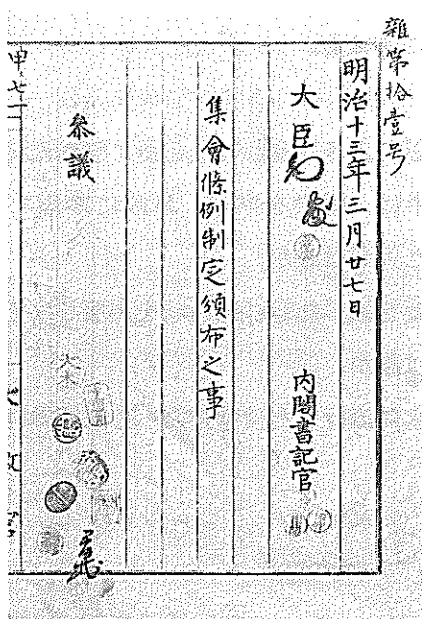 雜第拾壹号
明治十三年三月廿七日
大臣
内閣書記官
集會條例制定頒布之事
參議
大木
甲七十一